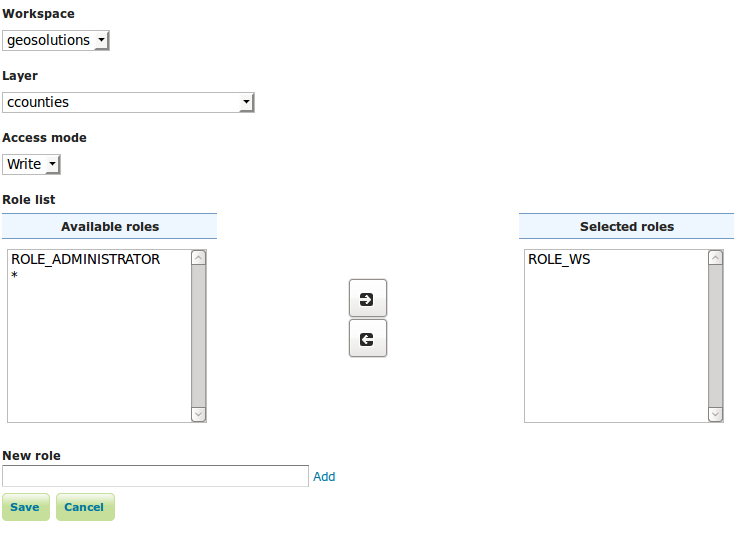 Workspace
geosolutions
Layer
ccounties
Access mode
Write
Role list
Available roles
ROLE_ADMINISTRATOR
*
Selected roles
ROLE_WS
New role
Add
Save Cancel